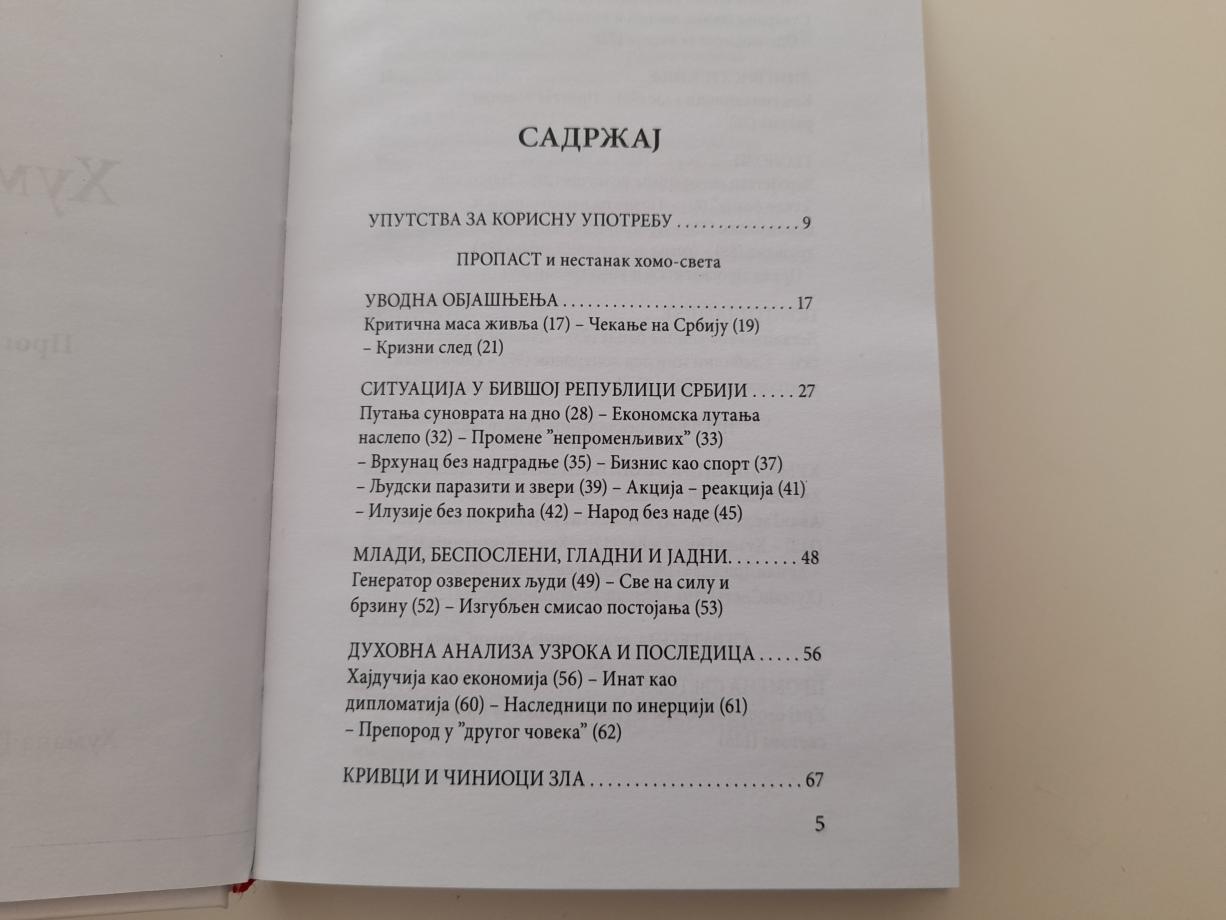 САДРЖАЈ
УПУТСТВА ЗА КОРИСНУ УПОТРЕБУ . . . . . . . . . . . . . . . 9
ПРОПАСТ и нестанак хомо-света
УВОДНА ОБЈАШЊЕЊА . . . . . . . . . . . . . . . . . . . . . . . . . . . 17
Критична маса живља (17) – Чекање на Србију (19)
– Кризни след (21)
СИТУАЦИЈА У БИВШОЈ РЕПУБЛИЦИ СРБИЈИ . . . . . 27
Путања суноврата на дно (28) – Економска лутања
наслепо (32) – Промене ”непроменљивих” (33)
– Врхунац без надградње (35) – Бизнис као спорт (37)
– Људски паразити и звери (39) – Акција – реакција (41)
– Илузије без покрића (42) – Народ без наде (45)
МЛАДИ, БЕСПОСЛЕНИ, ГЛАДНИ И ЈАДНИ. . . . . . . . 48
Генератор озверених људи (49) – Све на силу и
брзину (52) – Изгубљен смисао постојања (53)
ДУХОВНА АНАЛИЗА УЗРОКА И ПОСЛЕДИЦА . . . . . 56
Хајдучија као економија (56) – Инат као
дипломатија (60) – Наследници по инерцији (61)
– Препород у ”другог човека” (62)
КРИВЦИ И ЧИНИОЦИ ЗЛА . . . . . . . . . . . . . . . . . . . . . . . 67
5